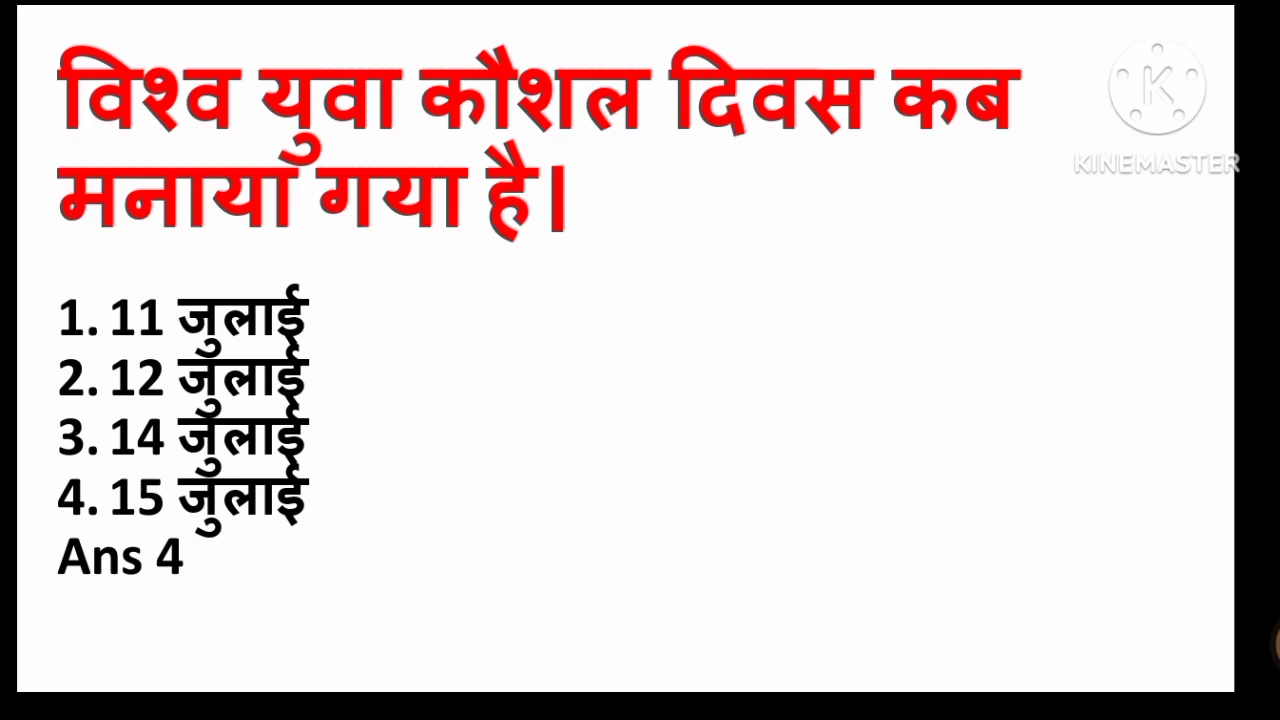 विश्व युवा कौशल दिवस कब
मनाया गया है।
KINEMASTER
1. 11 जुलाई
2. 12 जुलाई
3. 14 जुलाई
4. 15 जुलाई
Ans 4